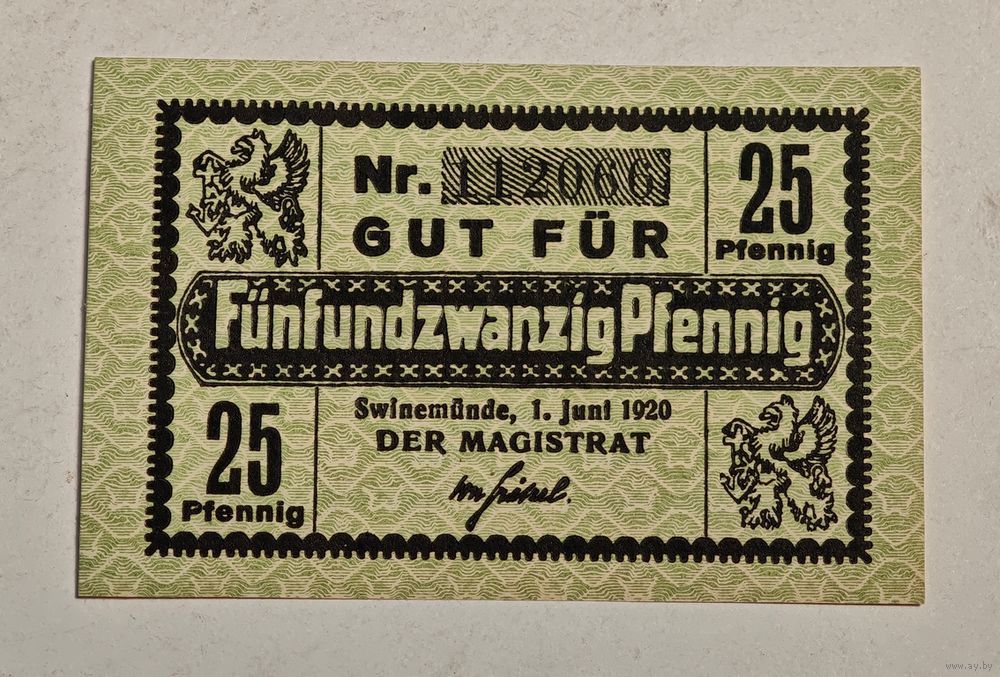 Nr. 112066
25
Pfennig
GUT FÜR
Fünfundzwanzig Pfennig
25
Pfennig
Swinemünde, 1. Juni 1920
DER MAGISTRAT
www.ay.by